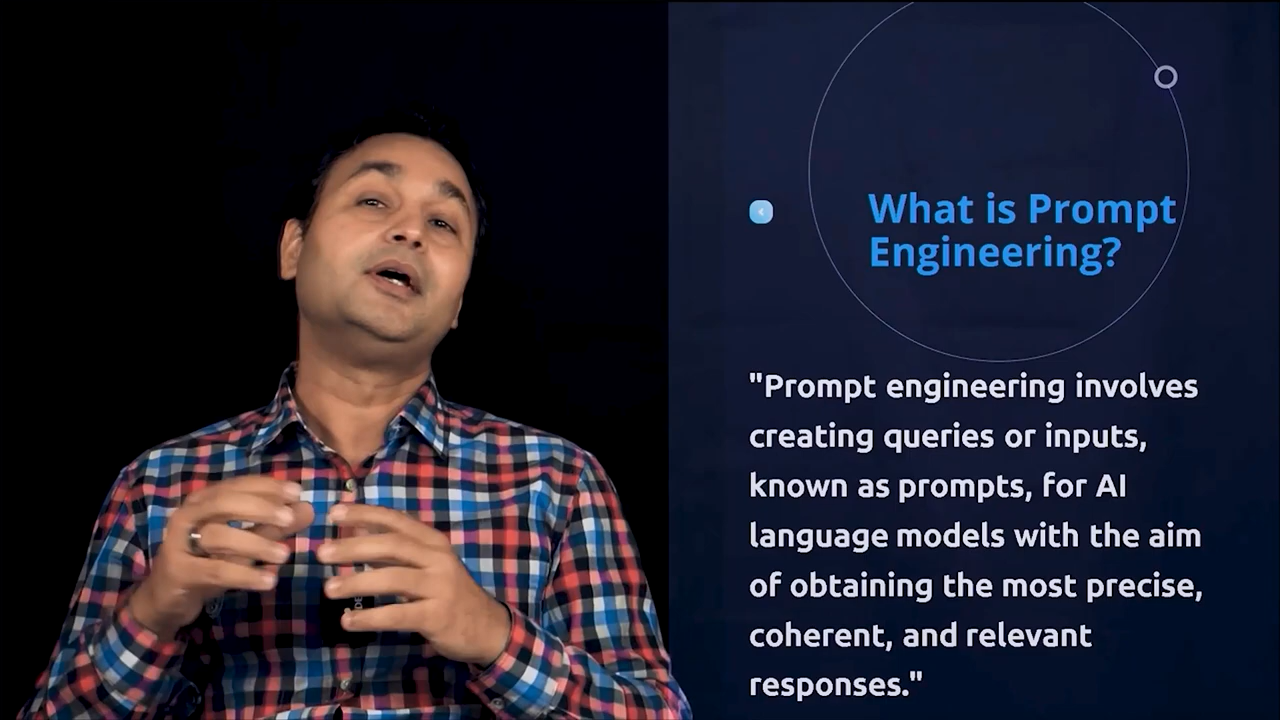 What is Prompt
Engineering?
"Prompt engineering involves
creating queries or inputs,
known as prompts, for AI
language models with the aim
of obtaining the most precise,
coherent, and relevant
responses."